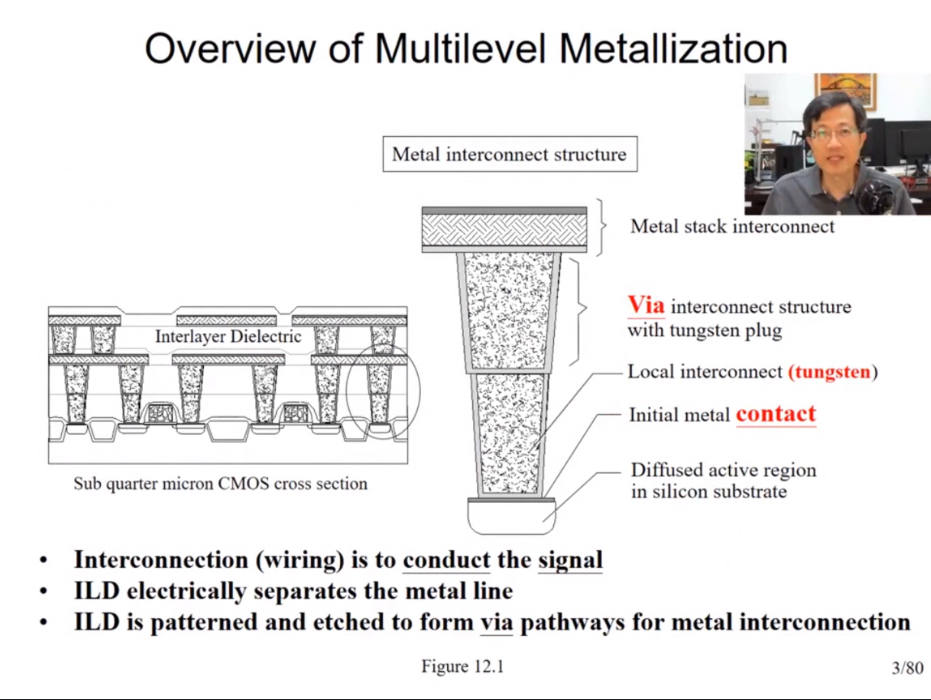 Overview of Multilevel Metallization
Metal interconnect structure
Metal stack interconnect
Via interconnect structure
with tungsten plug
Interlayer Dielectric
Local interconnect (tungsten)
Initial metal contact
Diffused active region
in silicon substrate
Sub quarter micron CMOS cross section
• Interconnection (wiring) is to conduct the signal
• ILD electrically separates the metal line
• ILD is patterned and etched to form via pathways for metal interconnection
Figure 12.1
3/80